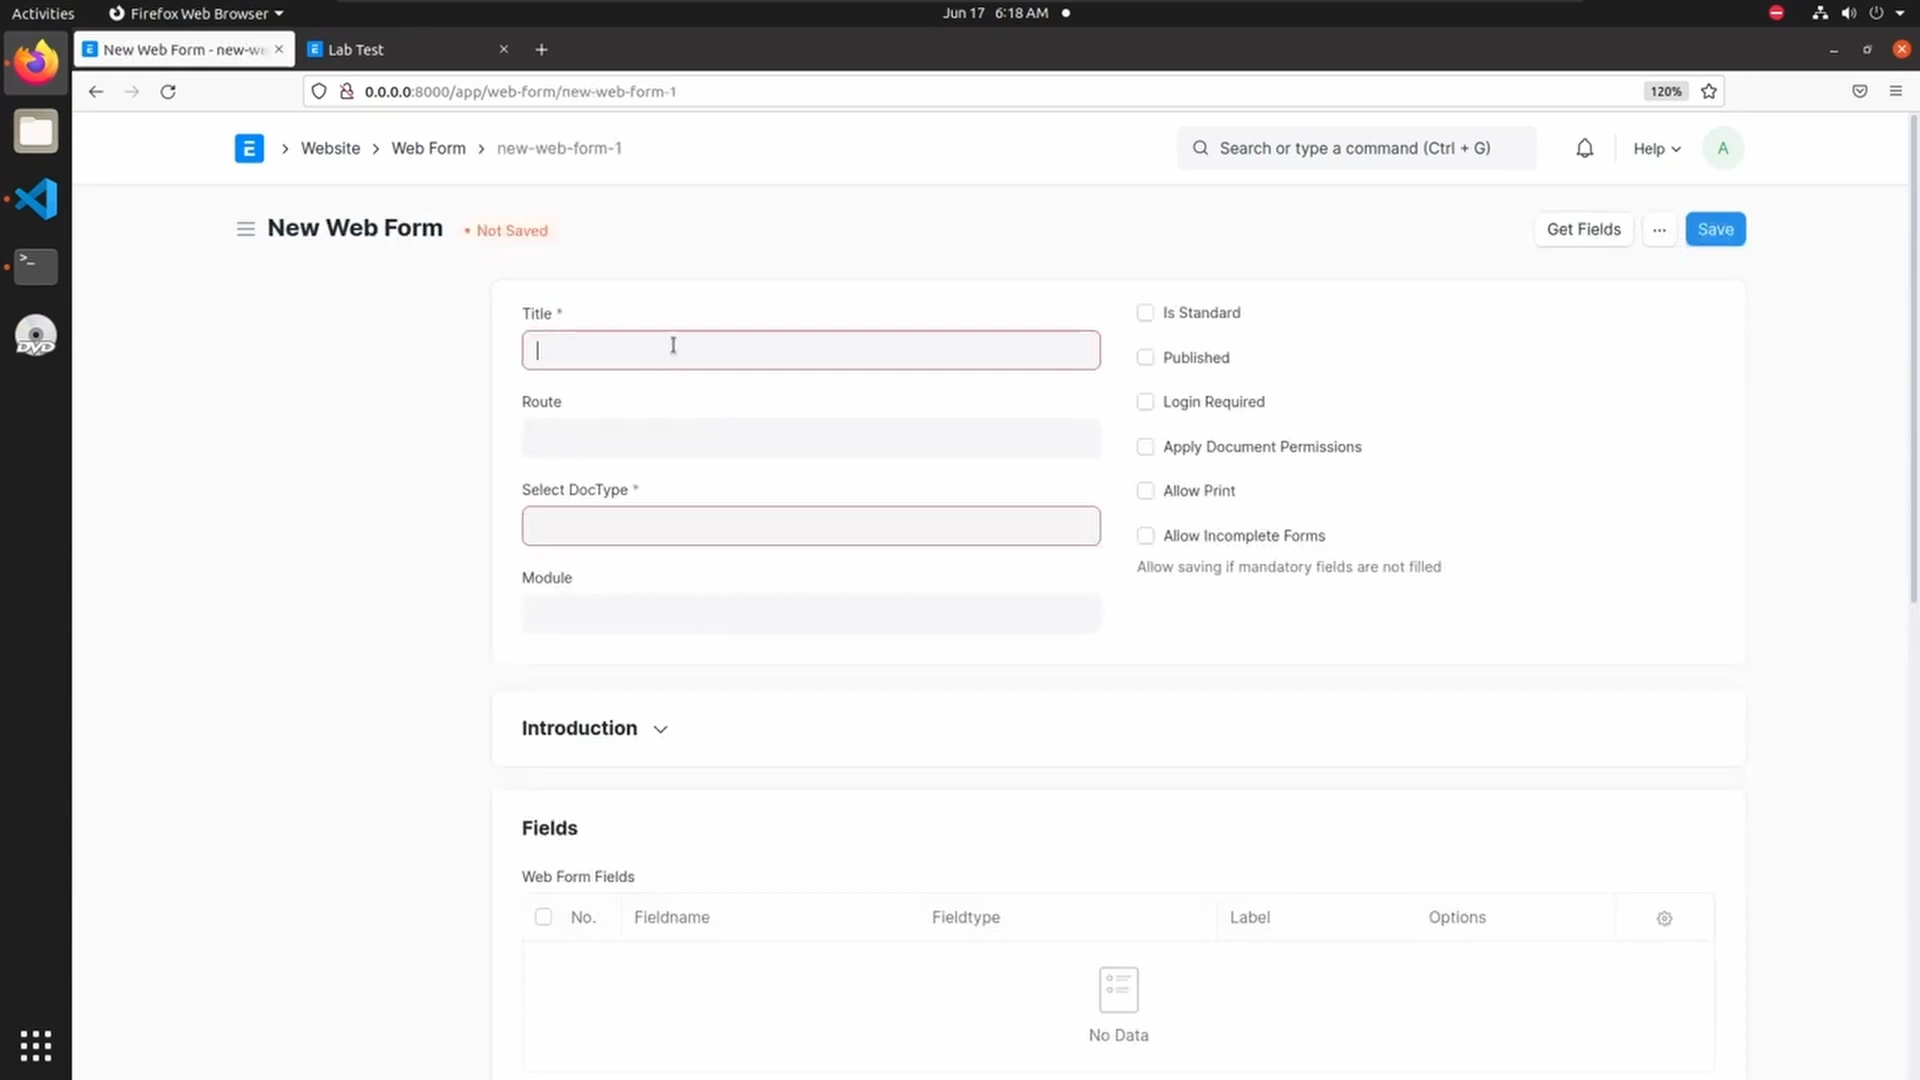 Activities
Firefox Web Browser
Jun 17 6:18 AM
New Web Form - new-we
Lab Test
0.0.0.0:8000/app/web-form/new-web-form-1
120%
E
Website
Web Form
new-web-form-1
Search or type a command (Ctrl + G)
Help
A
New Web Form
• Not Saved
Get Fields
...
Save
Title *
Is Standard
Published
Route
Login Required
Apply Document Permissions
Select DocType *
Allow Print
Allow Incomplete Forms
Allow saving if mandatory fields are not filled
Module
DVD
Introduction
Fields
Web Form Fields
No.
Fieldname
Fieldtype
Label
Options
No Data